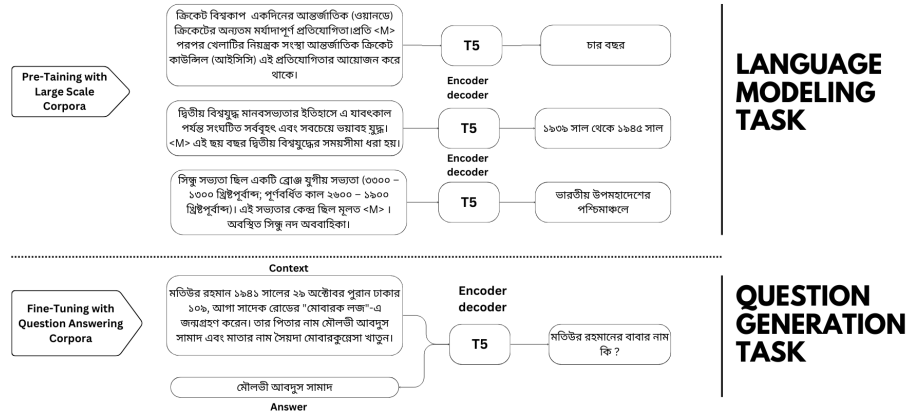 ক্রিকেট বিশ্বকাপ একদিনের আন্তর্জাতিক (ওয়ানডে)
ক্রিকেটের অন্যতম মর্যাদাপূর্ণ প্রতিযোগিতা।প্রতি <M>
পরপর খেলাটির নিয়ন্ত্রক সংস্থা আন্তর্জাতিক ক্রিকেট
কাউন্সিল (আইসিসি) এই প্রতিযোগিতার আয়োজন করে
থাকে।
T5
চার বছর
Pre-Taining with
Large Scale
Corpora
Encoder
decoder
LANGUAGE
MODELING
TASK
দ্বিতীয় বিশ্বযুদ্ধ মানবসভ্যতার ইতিহাসে এ যাবৎকাল
পর্যন্ত সংঘটিত সর্ববৃহৎ এবং সবচেয়ে ভয়াবহ যুদ্ধ।
<M> এই ছয় বছর দ্বিতীয় বিশ্বযুদ্ধের সময়সীমা ধরা হয়।
T5
১৯৩৯ সাল থেকে ১৯৪৫ সাল
Encoder
decoder
সিন্ধু সভ্যতা ছিল একটি ব্রোঞ্জ যুগীয় সভ্যতা (৩৩০০ –
১৩০০ খ্রিষ্টপূর্বাব্দ; পূর্ণবর্ধিত কাল ২৬০০ – ১৯০০
খ্রিষ্টপূর্বাব্দ)। এই সভ্যতার কেন্দ্র ছিল মূলত <M> ।
অবস্থিত সিন্ধু নদ অববাহিকা।
T5
ভারতীয় উপমহাদেশের
পশ্চিমাঞ্চলে
Context
Fine-Tuning with
Question Answering
Corpora
মতিউর রহমান ১৯৪১ সালের ২৯ অক্টোবর পুরান ঢাকার
১০৯, আগা সাদেক রোডের "মোবারক লজ"-এ
জন্মগ্রহণ করেন। তার পিতার নাম মৌলভী আবদুস
সামাদ এবং মাতার নাম সৈয়দা মোবারকুন্নেসা খাতুন।
Encoder
decoder
T5
মতিউর রহমানের বাবার নাম
কি ?
QUESTION
GENERATION
TASK
মৌলভী আবদুস সামাদ
Answer